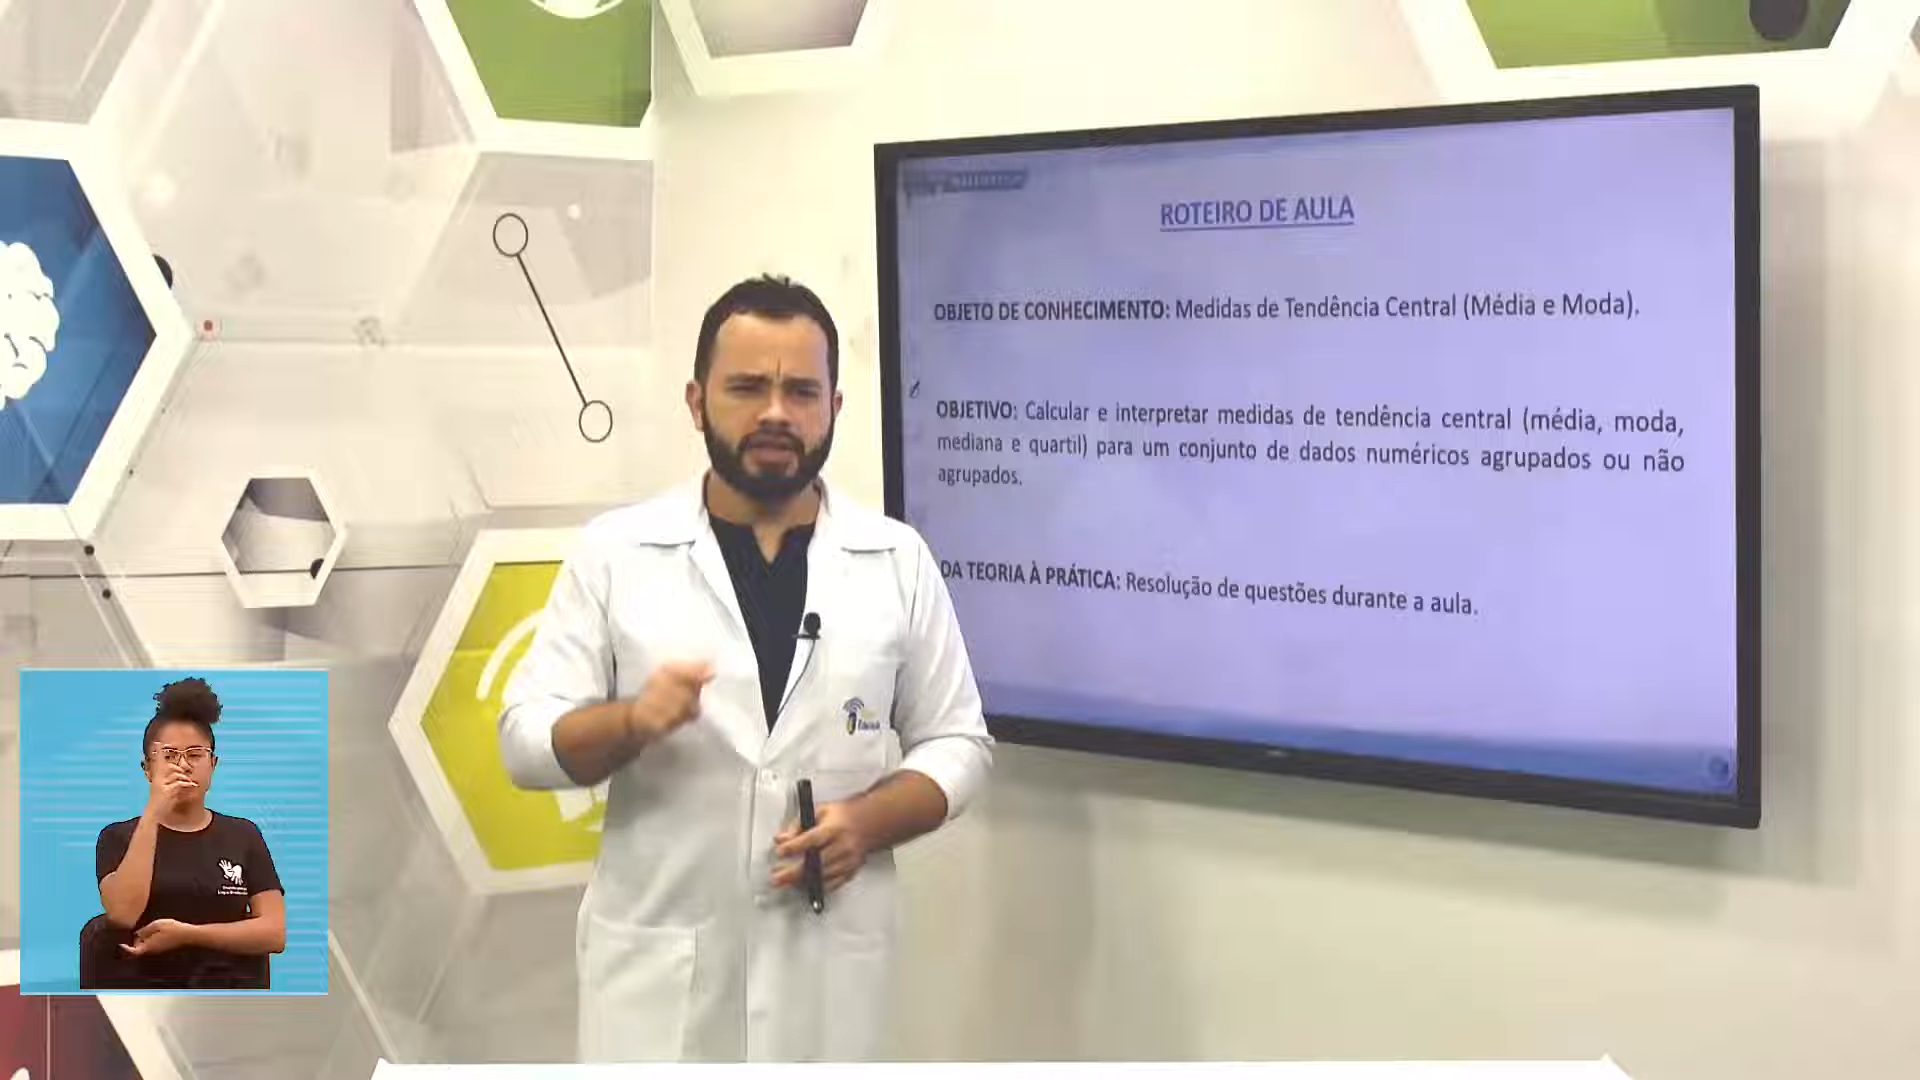 ROTEIRO DE AULA
OBJETO DE CONHECIMENTO: Medidas de Tendência Central (Média e Moda).
OBJETIVO: Calcular e interpretar medidas de tendência central (média, moda,
mediana e quartil) para um conjunto de dados numéricos agrupados ou não
agrupados.
DA TEORIA À PRÁTICA: Resolução de questões durante a aula.